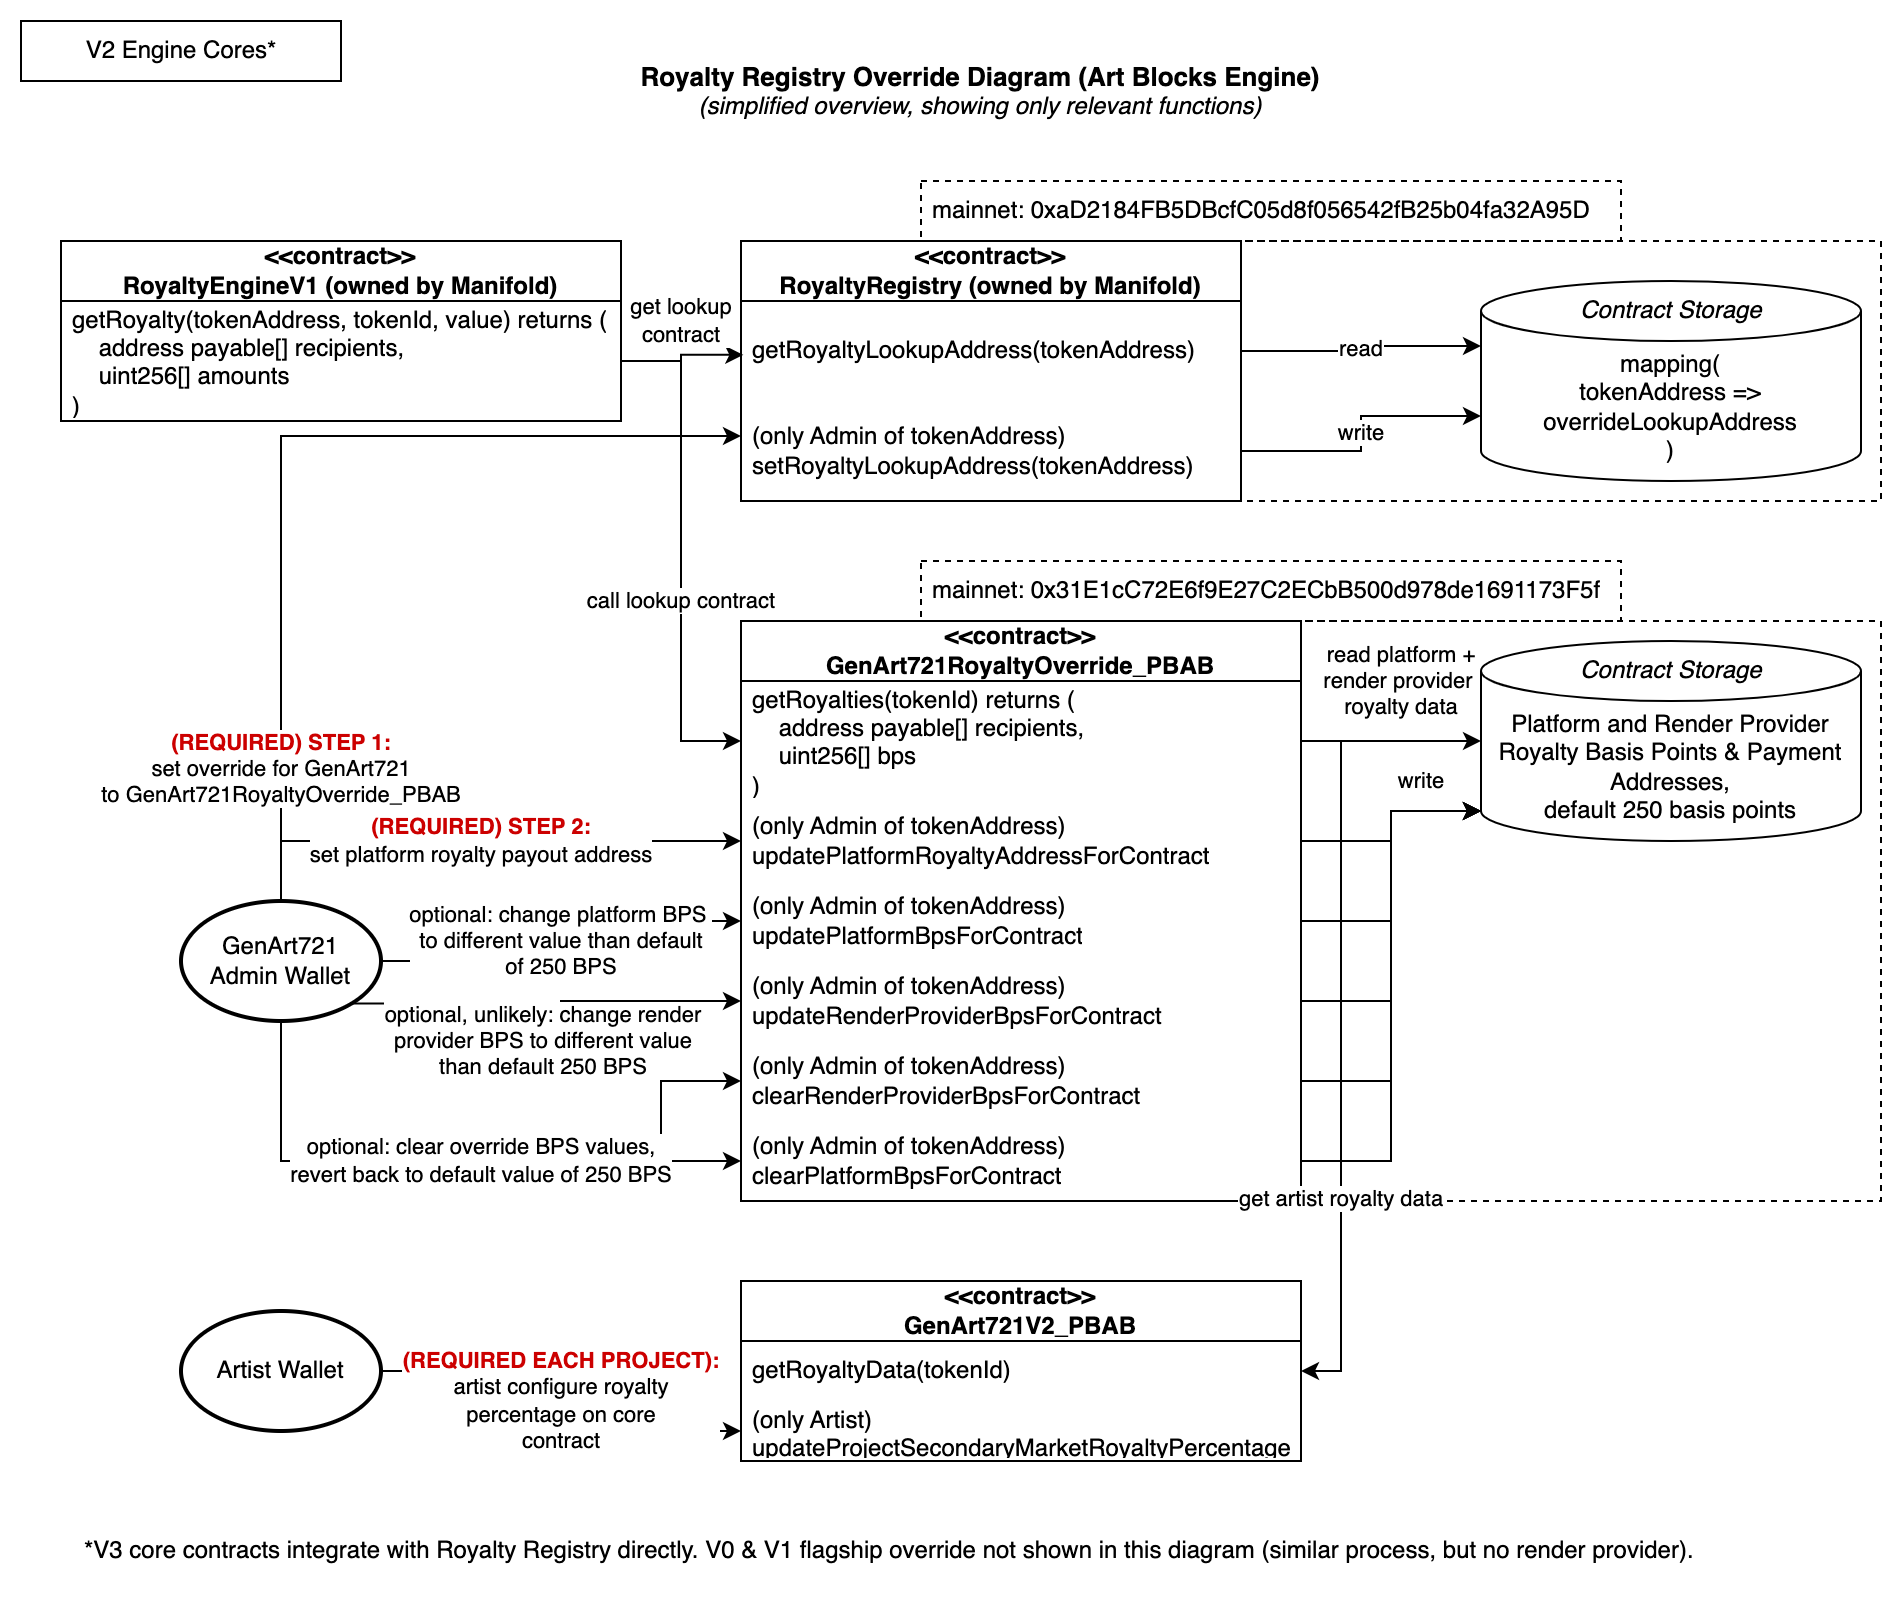 V2 Engine Cores*
Royalty Registry Override Diagram (Art Blocks Engine)
(simplified overview, showing only relevant functions)
mainnet: 0xaD2184FB5DBcfC05d8f056542fB25b04fa32A95D
<<contract>>
RoyaltyEngineV1 (owned by Manifold)
getRoyalty(tokenAddress, tokenId, value) returns (
address payable[] recipients,
uint256[] amounts
)
get lookup
contract
<<contract>>
RoyaltyRegistry (owned by Manifold)
getRoyaltyLookupAddress(tokenAddress)
(only Admin of tokenAddress)
setRoyaltyLookupAddress(tokenAddress)
read
write
Contract Storage
mapping(
tokenAddress =>
overrideLookupAddress
)
call lookup contract
mainnet: 0x31E1cC72E6f9E27C2ECbB500d978de1691173F5f
<<contract>>
GenArt721RoyaltyOverride_PBAB
getRoyalties(tokenId) returns (
address payable[] recipients,
uint256[] bps
)
(only Admin of tokenAddress)
updatePlatformRoyaltyAddressForContract
(only Admin of tokenAddress)
updatePlatformBpsForContract
(only Admin of tokenAddress)
updateRenderProviderBpsForContract
(only Admin of tokenAddress)
clearRenderProviderBpsForContract
(only Admin of tokenAddress)
clearPlatformBpsForContract
read platform +
render provider
royalty data
write
Contract Storage
Platform and Render Provider
Royalty Basis Points & Payment
Addresses,
default 250 basis points
(REQUIRED) STEP 1:
set override for GenArt721
to GenArt721RoyaltyOverride_PBAB
(REQUIRED) STEP 2:
set platform royalty payout address
GenArt721
Admin Wallet
optional: change platform BPS
to different value than default
of 250 BPS
optional, unlikely: change render
provider BPS to different value
than default 250 BPS
optional: clear override BPS values,
revert back to default value of 250 BPS
get artist royalty data
Artist Wallet
(REQUIRED EACH PROJECT):
artist configure royalty
percentage on core
contract
<<contract>>
GenArt721V2_PBAB
getRoyaltyData(tokenId)
(only Artist)
updateProjectSecondaryMarketRoyaltyPercentage
*V3 core contracts integrate with Royalty Registry directly. V0 & V1 flagship override not shown in this diagram (similar process, but no render provider).